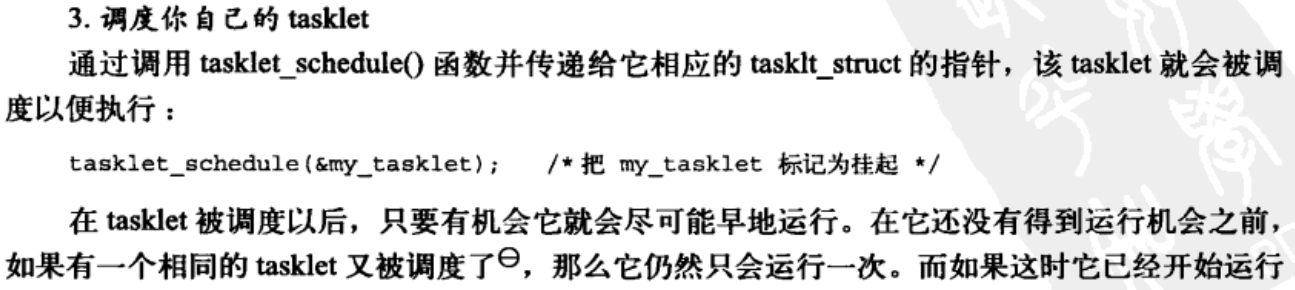 3. 调度你自己的 tasklet
通过调用 tasklet_schedule() 函数并传递给它相应的 tasklt_struct 的指针，该 tasklet 就会被调
度以便执行：
tasklet_schedule(&my_tasklet); /* 把 my_tasklet 标记为挂起 */
在 tasklet 被调度以后，只要有机会它就会尽可能早地运行。在它还没有得到运行机会之前，
如果有一个相同的 tasklet 又被调度了⊖，那么它仍然只会运行一次。而如果这时它已经开始运行